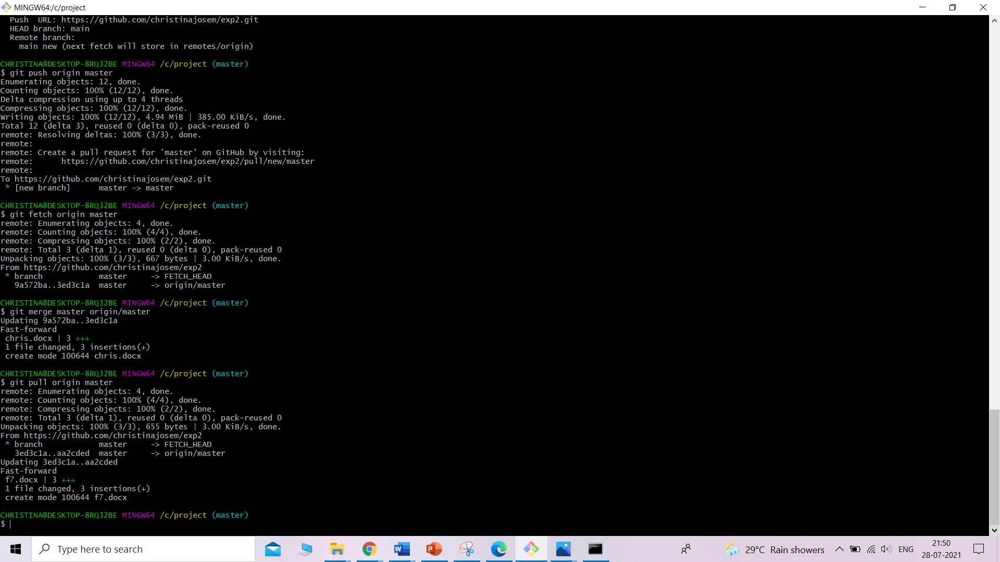 MINGW64:/c/project
  Push  URL: https://github.com/christinajosem/exp2.git
  HEAD branch: main
  Remote branch:
    main new (next fetch will store in remotes/origin)

CHRISTINA@DESKTOP-8RQ32BE MINGW64 /c/project (master)
$ git push origin master
Enumerating objects: 12, done.
Counting objects: 100% (12/12), done.
Delta compression using up to 4 threads
Compressing objects: 100% (12/12), done.
Writing objects: 100% (12/12), 4.94 MiB | 385.00 KiB/s, done.
Total 12 (delta 3), reused 0 (delta 0), pack-reused 0
remote: Resolving deltas: 100% (3/3), done.
remote:
remote: Create a pull request for 'master' on GitHub by visiting:
remote:      https://github.com/christinajosem/exp2/pull/new/master
remote:
To https://github.com/christinajosem/exp2.git
 * [new branch]      master -> master

CHRISTINA@DESKTOP-8RQ32BE MINGW64 /c/project (master)
$ git fetch origin master
remote: Enumerating objects: 4, done.
remote: Counting objects: 100% (4/4), done.
remote: Compressing objects: 100% (2/2), done.
remote: Total 3 (delta 1), reused 0 (delta 0), pack-reused 0
Unpacking objects: 100% (3/3), 667 bytes | 3.00 KiB/s, done.
From https://github.com/christinajosem/exp2
 * branch            master     -> FETCH_HEAD
   9a572ba..3ed3c1a  master     -> origin/master

CHRISTINA@DESKTOP-8RQ32BE MINGW64 /c/project (master)
$ git merge master origin/master
Updating 9a572ba..3ed3c1a
Fast-forward
 chris.docx | 3 +++
 1 file changed, 3 insertions(+)
 create mode 100644 chris.docx

CHRISTINA@DESKTOP-8RQ32BE MINGW64 /c/project (master)
$ git pull origin master
remote: Enumerating objects: 4, done.
remote: Counting objects: 100% (4/4), done.
remote: Compressing objects: 100% (2/2), done.
remote: Total 3 (delta 1), reused 0 (delta 0), pack-reused 0
Unpacking objects: 100% (3/3), 655 bytes | 3.00 KiB/s, done.
From https://github.com/christinajosem/exp2
 * branch            master     -> FETCH_HEAD
   3ed3c1a..aa2cded  master     -> origin/master
Updating 3ed3c1a..aa2cded
Fast-forward
 f7.docx | 3 +++
 1 file changed, 3 insertions(+)
 create mode 100644 f7.docx

CHRISTINA@DESKTOP-8RQ32BE MINGW64 /c/project (master)
$
Type here to search
29°C Rain showers
ENG
21:50
28-07-2021